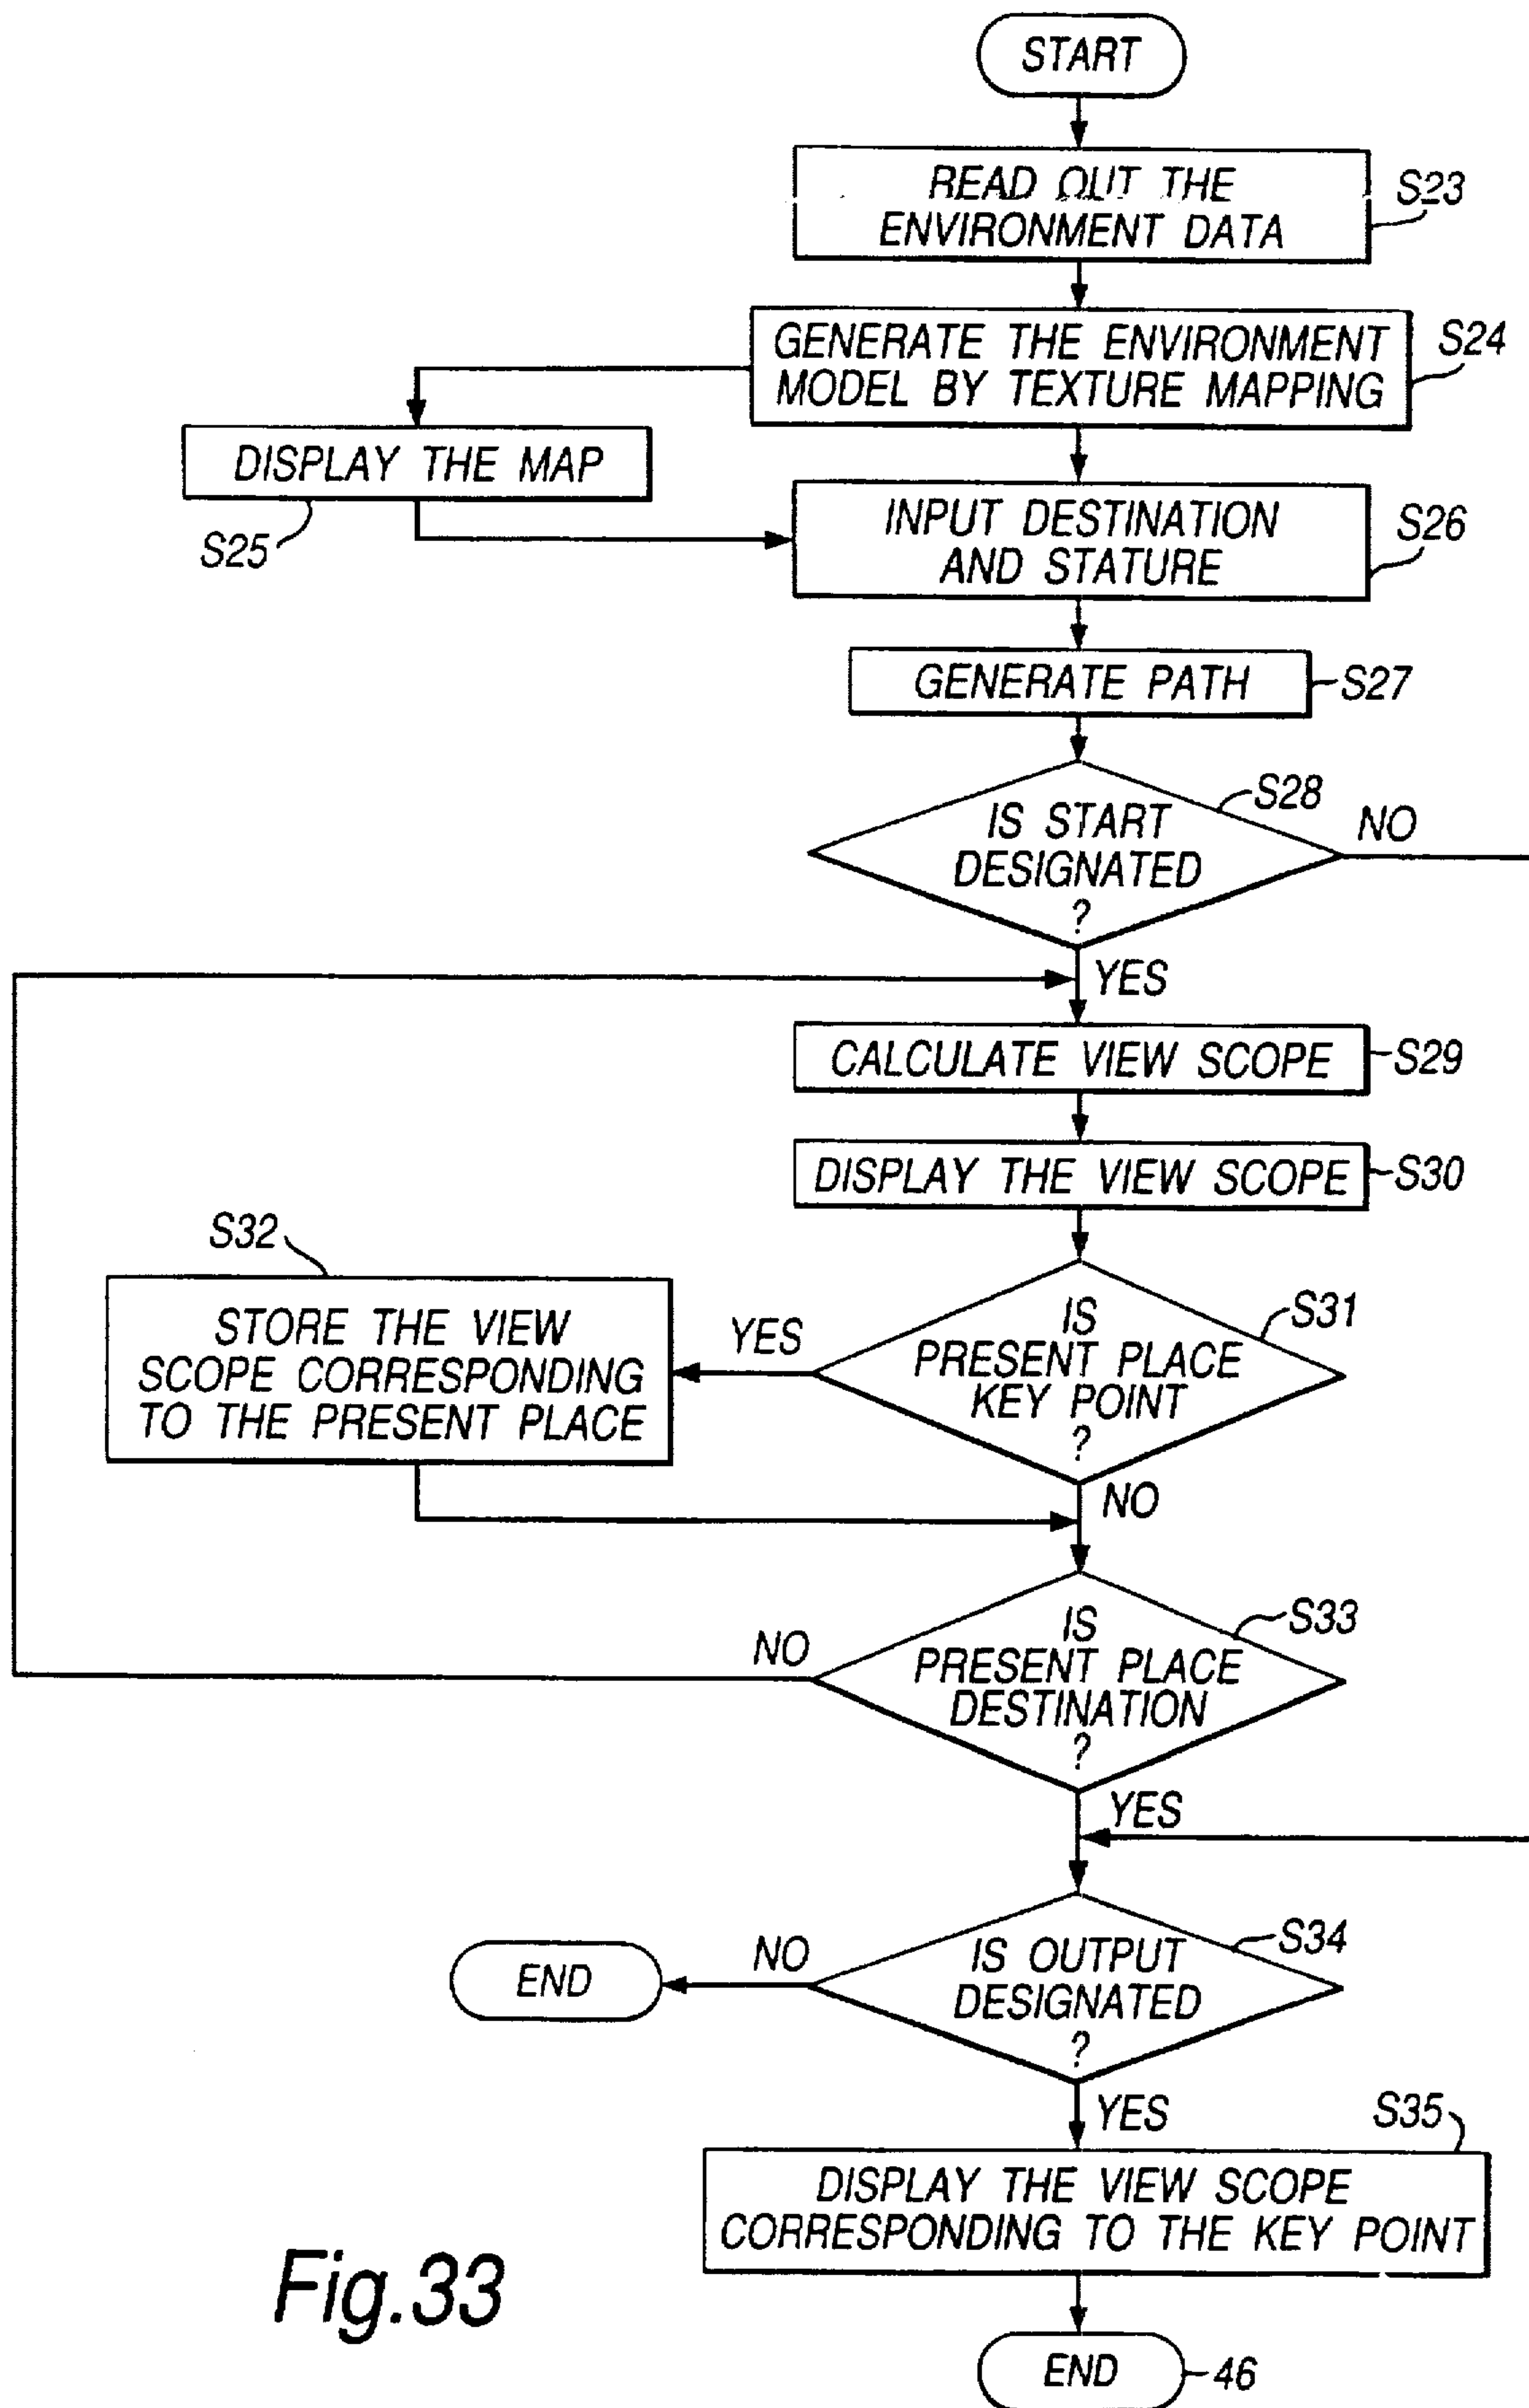 START
READ OUT THE
ENVIRONMENT DATA
S23
GENERATE THE ENVIRONMENT
MODEL BY TEXTURE MAPPING
S24
DISPLAY THE MAP
S25
INPUT DESTINATION
AND STATURE
S26
GENERATE PATH
S27
IS START
DESIGNATED
?
S28
NO
YES
CALCULATE VIEW SCOPE
S29
DISPLAY THE VIEW SCOPE
S30
S32
STORE THE VIEW
SCOPE CORRESPONDING
TO THE PRESENT PLACE
YES
IS
PRESENT PLACE
KEY POINT
?
S31
NO
NO
IS
PRESENT PLACE
DESTINATION
?
S33
YES
END
NO
IS OUTPUT
DESIGNATED
?
S34
YES
S35
DISPLAY THE VIEW SCOPE
CORRESPONDING TO THE KEY POINT
Fig.33
END
46